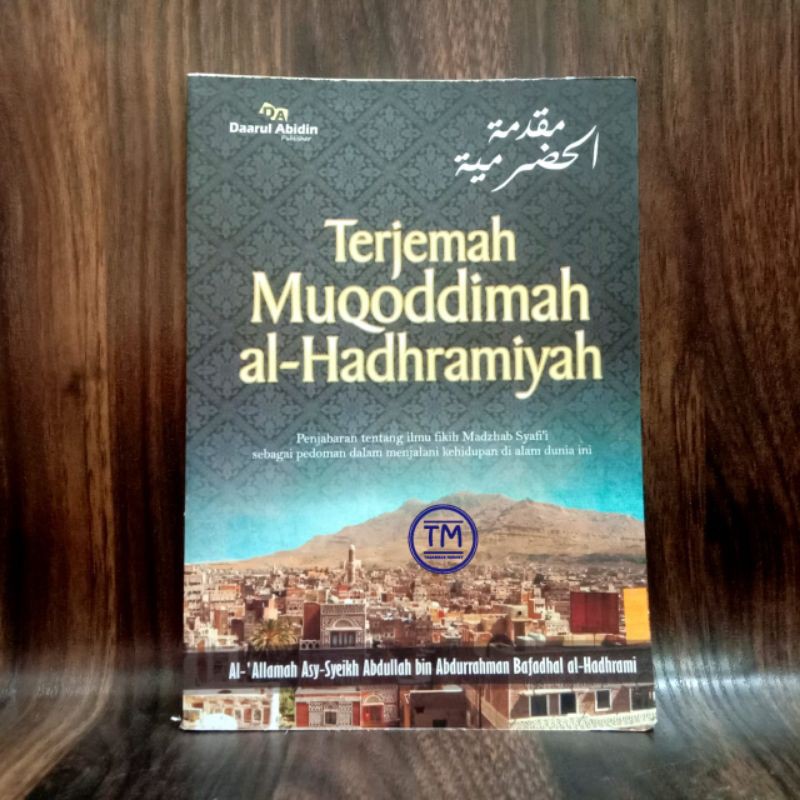 DA
Daarul Abidin
Publisher
مقدمة
الحضرمية
Terjemah
Muqoddimah
al-Hadhramiyah
Penjabaran tentang ilmu fikih Madzhab Syafi'i
sebagai pedoman dalam menjalani kehidupan di alam dunia ini
TM
Al-'Allamah Asy-Syeikh Abdullah bin Abdurrahman Bafadhal al-Hadhrami